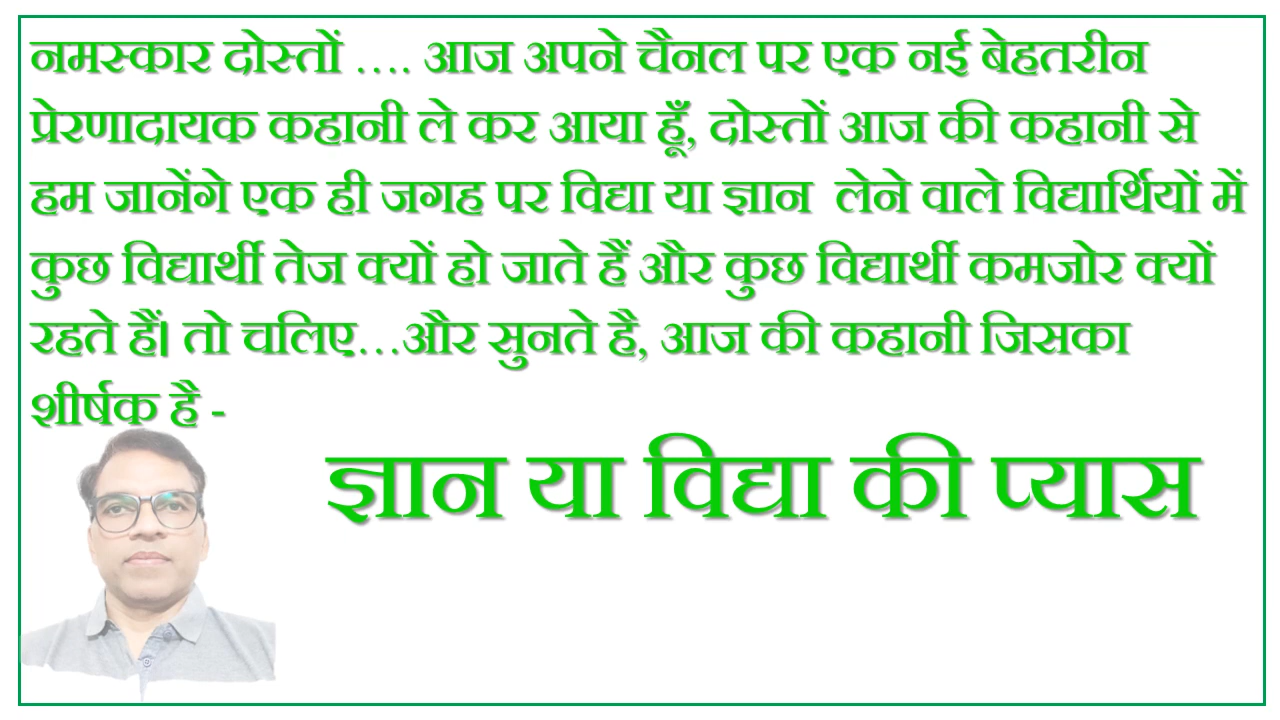 नमस्कार दोस्तों .... आज अपने चैनल पर एक नई बेहतरीन
प्रेरणादायक कहानी ले कर आया हूँ, दोस्तों आज की कहानी से
हम जानेंगे एक ही जगह पर विद्या या ज्ञान लेने वाले विद्यार्थियों में
कुछ विद्यार्थी तेज क्यों हो जाते हैं और कुछ विद्यार्थी कमजोर क्यों
रहते हैं। तो चलिए...और सुनते है, आज की कहानी जिसका
शीर्षक है -
ज्ञान या विद्या की प्यास